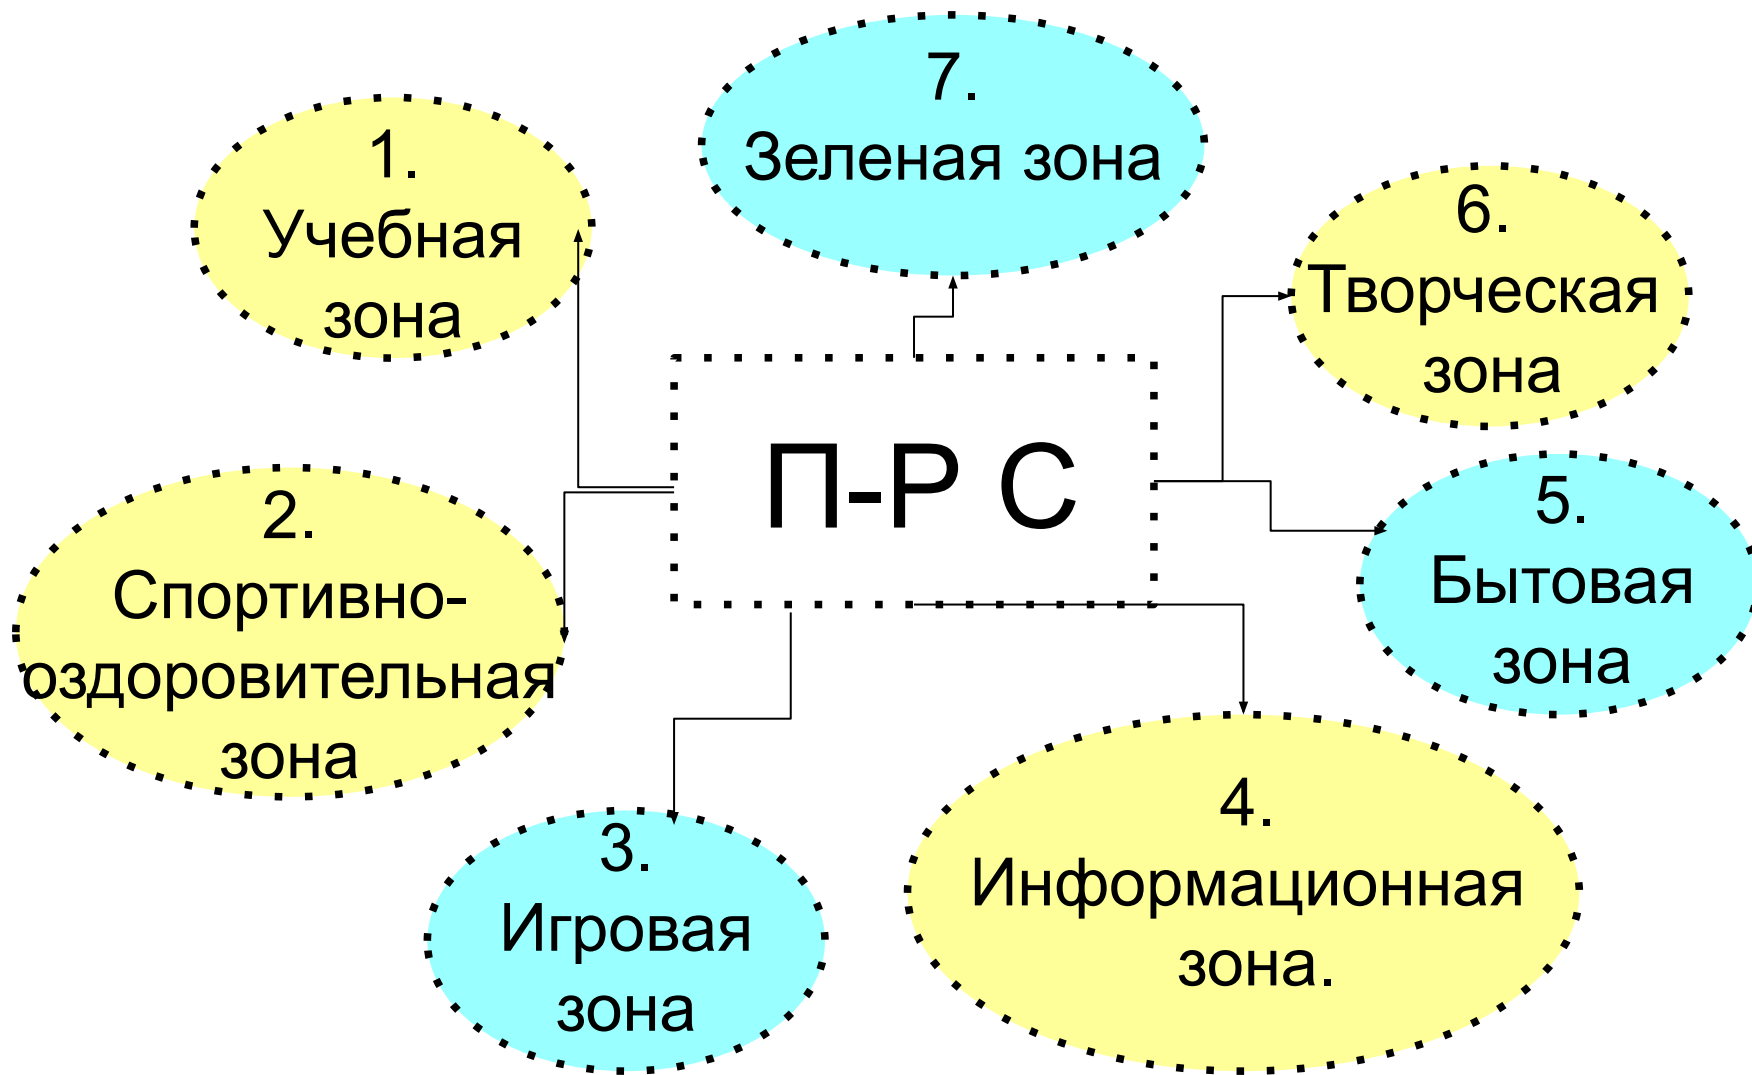 П-Р С
1.
Учебная
зона
2.
Спортивно-
оздоровительная
зона
3.
Игровая
зона
4.
Информационная
зона.
5.
Бытовая
зона
6.
Творческая
зона
7.
Зеленая зона